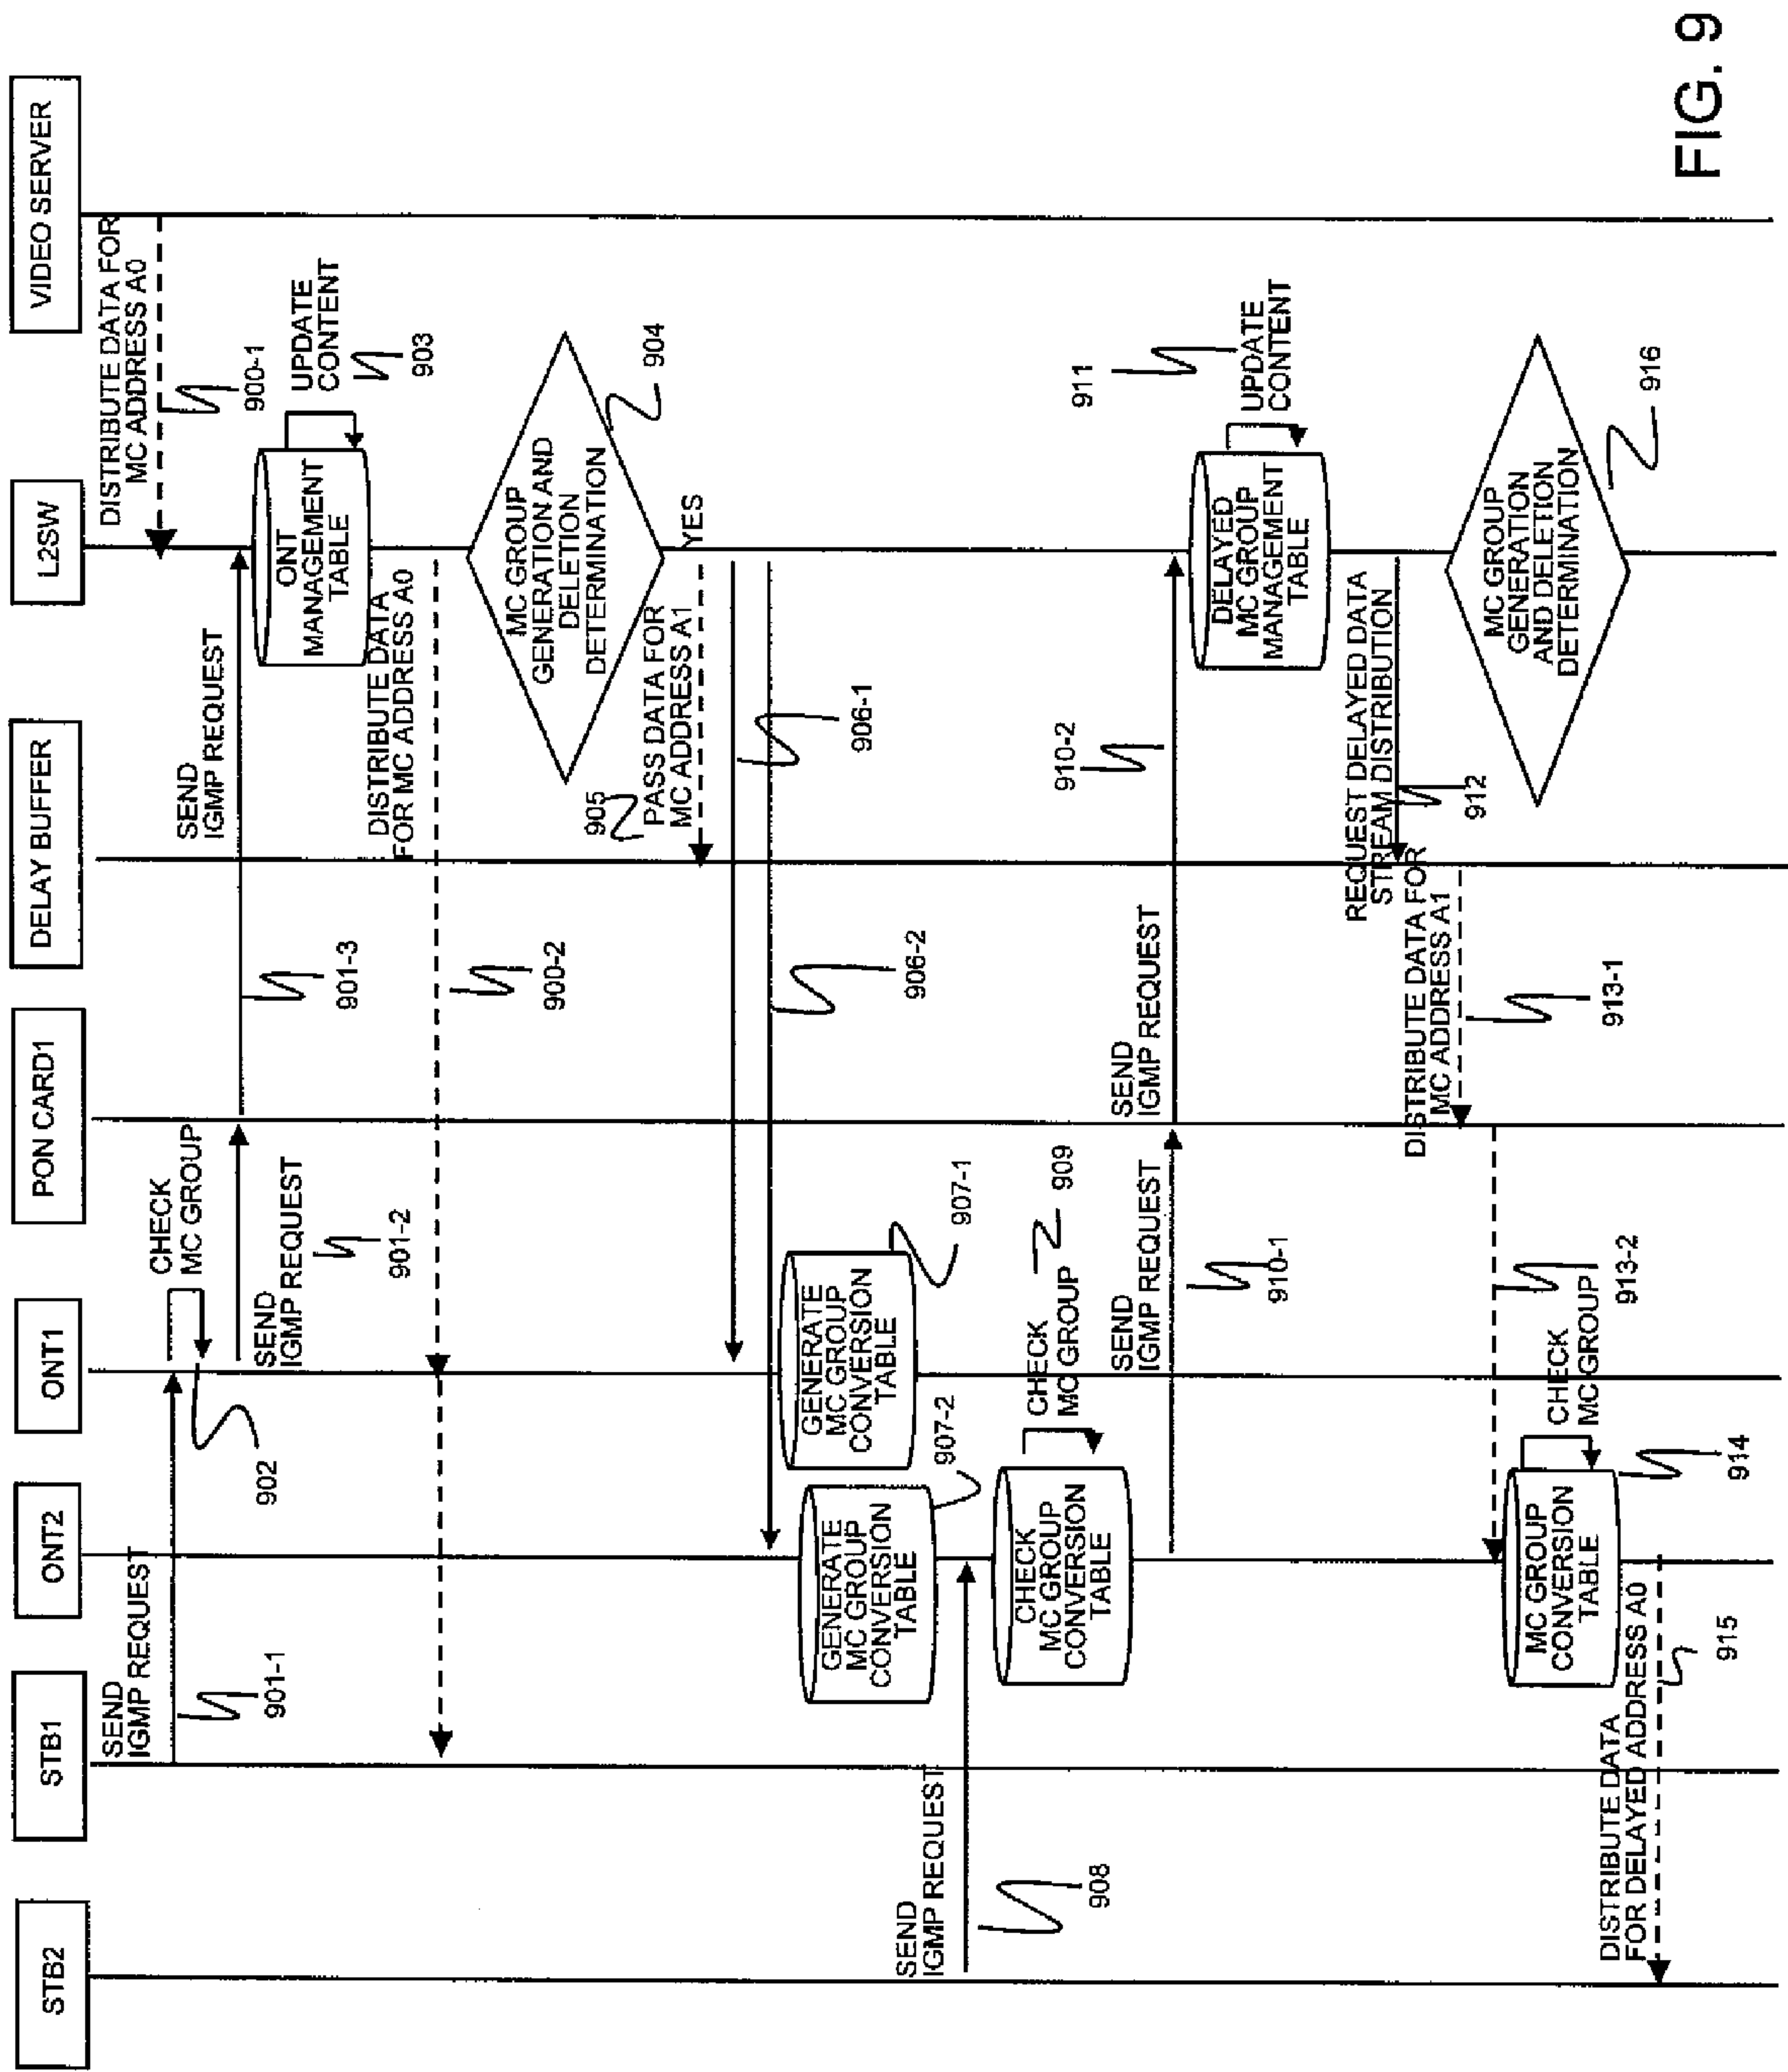 STB2
STB1
ONT2
ONT1
PON CARD1
DELAY BUFFER
L2SW
VIDEO SERVER
DISTRIBUTE DATA FOR
MC ADDRESS A0
900-1
SEND
IGMP REQUEST
901-1
CHECK
MC GROUP
902
SEND
IGMP REQUEST
901-2
SEND
IGMP REQUEST
901-3
ONT
MANAGEMENT
TABLE
UPDATE
CONTENT
903
DISTRIBUTE DATA
FOR MC ADDRESS A0
900-2
MC GROUP
GENERATION AND
DELETION
DETERMINATION
904
YES
905
PASS DATA FOR
MC ADDRESS A1
906-1
906-2
GENERATE
MC GROUP
CONVERSION
TABLE
907-1
GENERATE
MC GROUP
CONVERSION
TABLE
907-2
SEND
IGMP REQUEST
908
CHECK
MC GROUP
CONVERSION
TABLE
CHECK
MC GROUP
909
SEND
IGMP REQUEST
910-1
SEND
IGMP REQUEST
910-2
DELAYED
MC GROUP
MANAGEMENT
TABLE
911
UPDATE
CONTENT
REQUEST DELAYED DATA
STREAM DISTRIBUTION
912
DISTRIBUTE DATA FOR
MC ADDRESS A1
913-1
913-2
MC GROUP
GENERATION
AND DELETION
DETERMINATION
916
MC GROUP
CONVERSION
TABLE
CHECK
MC GROUP
914
DISTRIBUTE DATA
FOR DELAYED ADDRESS A0
915
FIG. 9